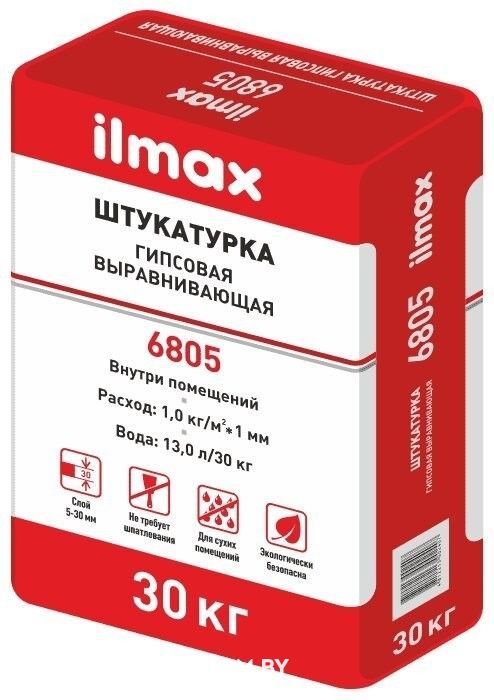 ШТУКАТУРКА ГИПСОВАЯ ВЫРАВНИВАЮЩАЯ
6805
ilmax
ilmax
ШТУКАТУРКА
ГИПСОВАЯ
ВЫРАВНИВАЮЩАЯ
6805
Внутри помещений
Расход: 1,0 кг/м²*1 мм
Вода: 13,0 л/30 кг
30
Слой
5-30 мм
Не требует
шпатлевания
Для сухих
помещений
Экологически
безопасна
30 кг
ilmax
6805
ШТУКАТУРКА
ГИПСОВАЯ ВЫРАВНИВАЮЩАЯ
30 кг